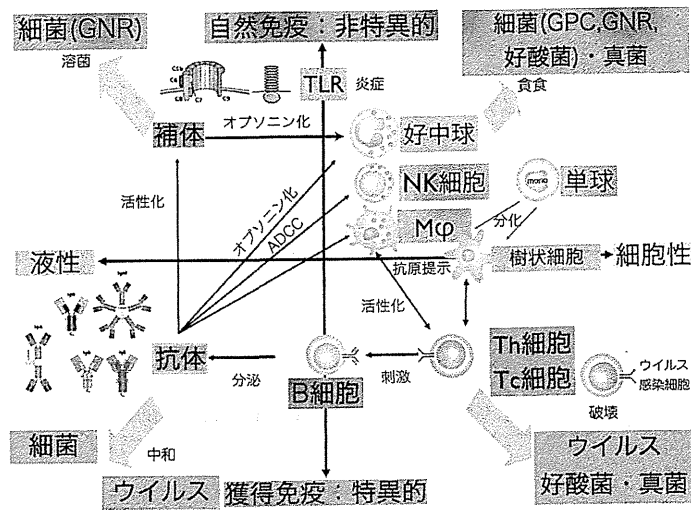 細菌(GNR)
自然免疫：非特異的
細菌(GPC,GNR,
好酸菌)・真菌
溶菌
TLR
炎症
貪食
C5b
C6
C8
C7
C9
補体
オプソニン化
好中球
NK細胞
mono
単球
活性化
オプソニン化
ADCC
Mφ
分化
液性
抗原提示
樹状細胞
細胞性
活性化
抗体
分泌
B細胞
刺激
Th細胞
Tc細胞
ウイルス
感染細胞
破壊
細菌
中和
ウイルス
獲得免疫：特異的
ウイルス
好酸菌・真菌